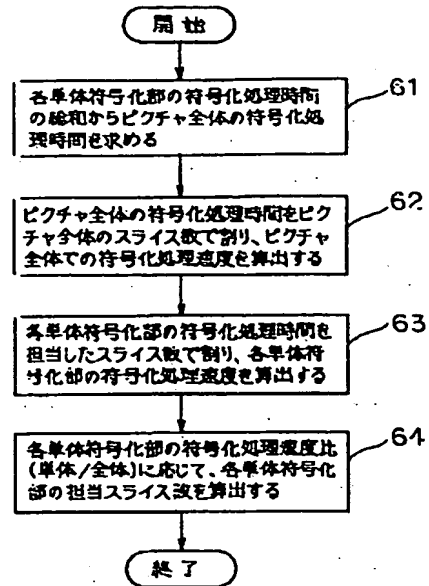 開始
各単体符号化部の符号化処理時間
の総和からピクチャ全体の符号化処
理時間を求める
61
ピクチャ全体の符号化処理時間をピク
チャ全体のスライス数で割り、ピクチャ
全体での符号化処理速度を算出する
62
各単体符号化部の符号化処理時間を
担当したスライス数で割り、各単体符
号化部の符号化処理速度を算出する
63
各単体符号化部の符号化処理速度比
(単体/全体)に応じて、各単体符号化
部の担当スライス数を算出する
64
終了